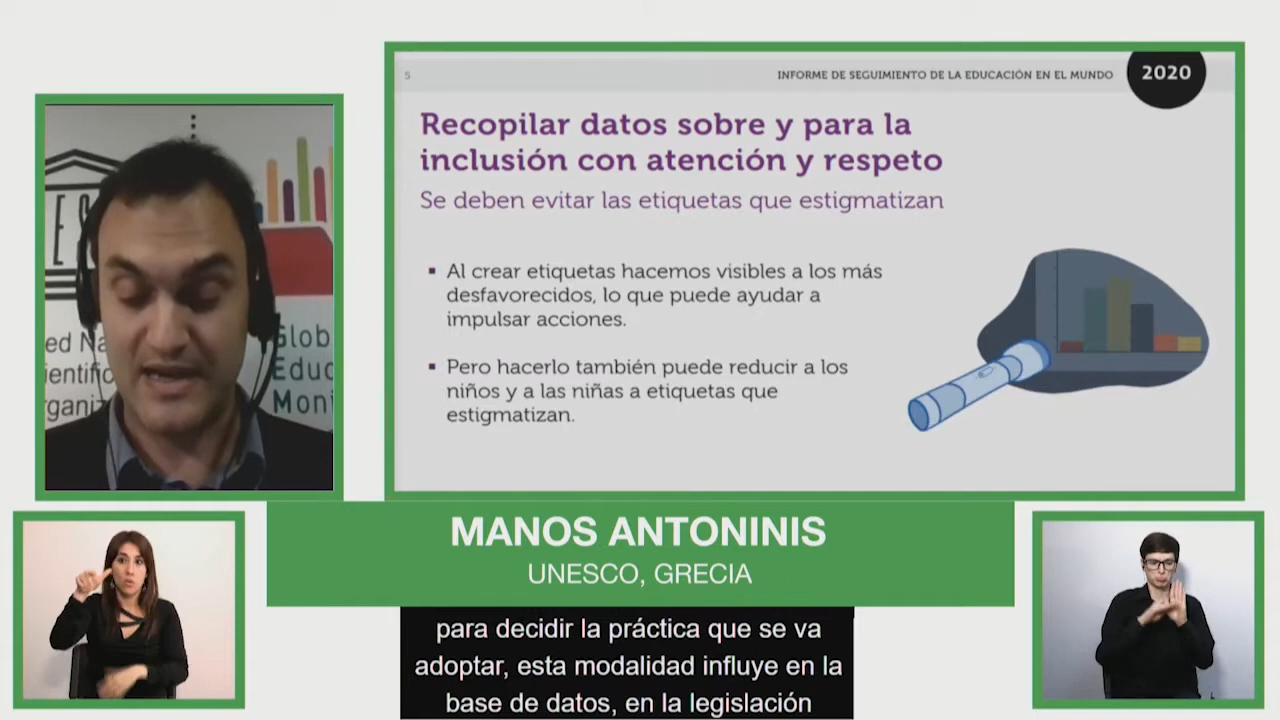 5
INFORME DE SEGUIMIENTO DE LA EDUCACIÓN EN EL MUNDO
2020
Recopilar datos sobre y para la
inclusión con atención y respeto
Se deben evitar las etiquetas que estigmatizan
▪ Al crear etiquetas hacemos visibles a los más
desfavorecidos, lo que puede ayudar a
impulsar acciones.
▪ Pero hacerlo también puede reducir a los
niños y a las niñas a etiquetas que
estigmatizan.
MANOS ANTONINIS
UNESCO, GRECIA
para decidir la práctica que se va
adoptar, esta modalidad influye en la
base de datos, en la legislación